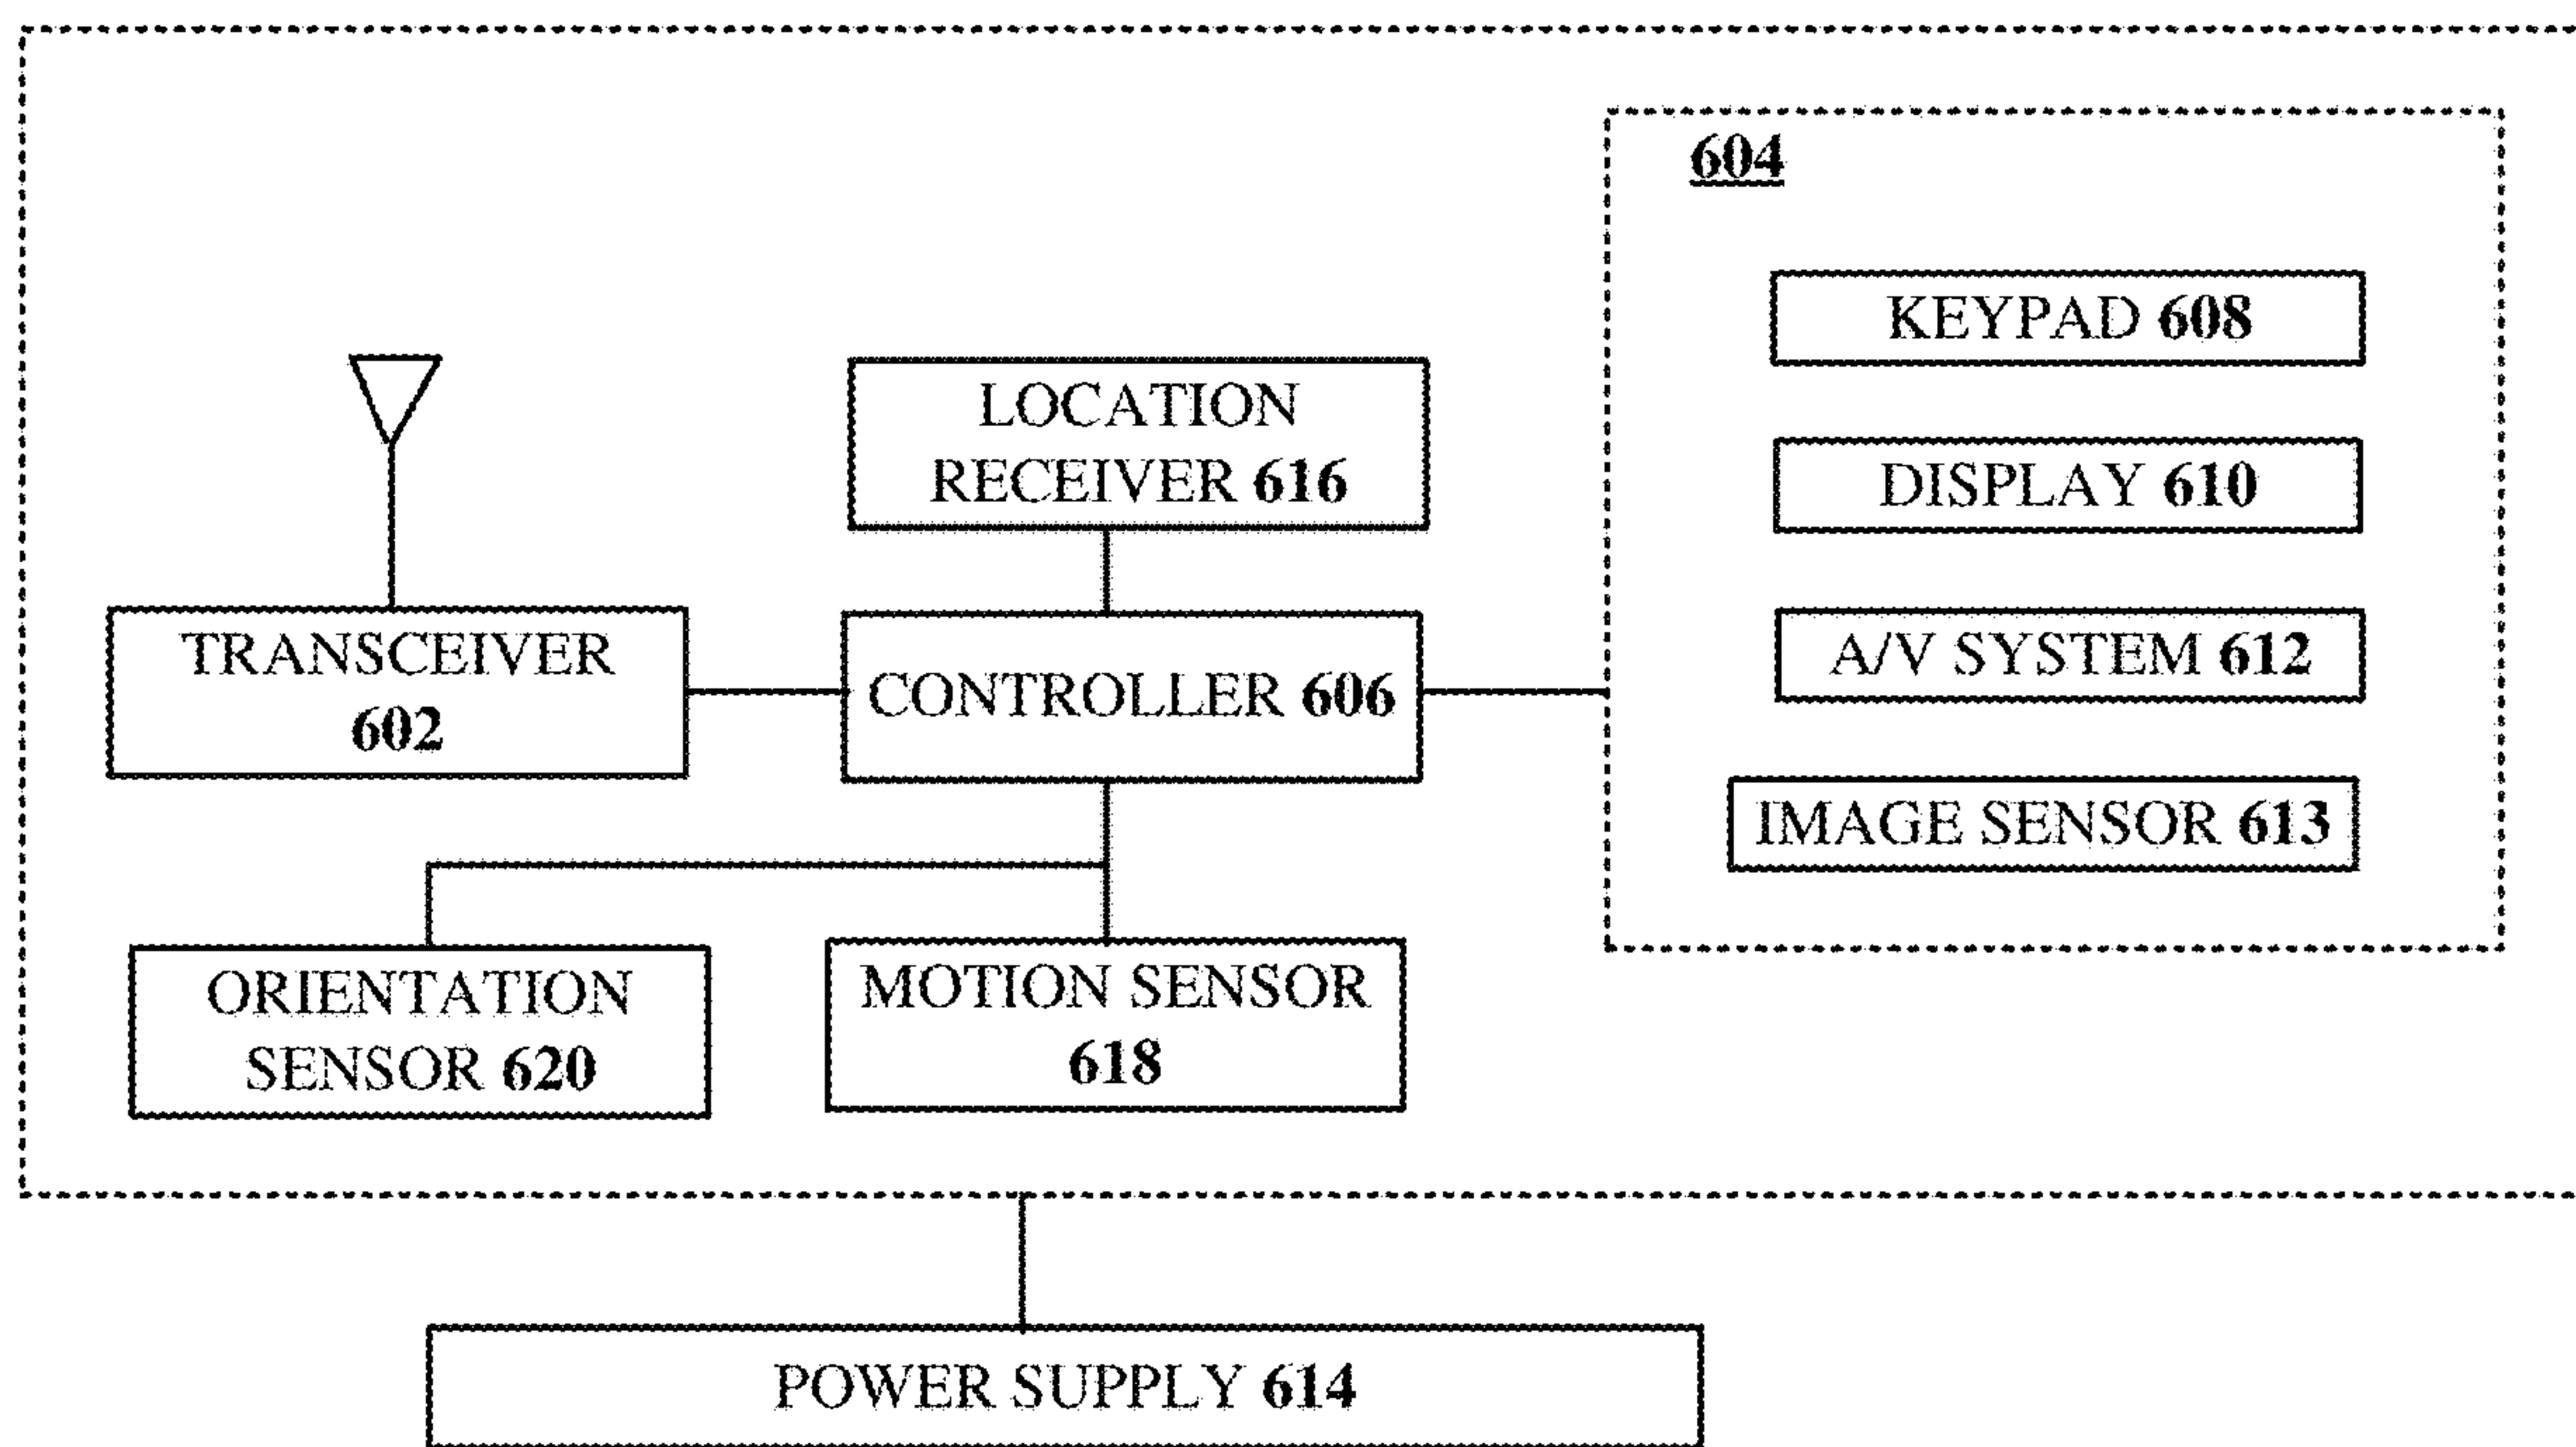 604
KEYPAD 608
DISPLAY 610
A/V SYSTEM 612
IMAGE SENSOR 613
LOCATION
RECEIVER 616
TRANSCEIVER
602
CONTROLLER 606
ORIENTATION
SENSOR 620
MOTION SENSOR
618
POWER SUPPLY 614